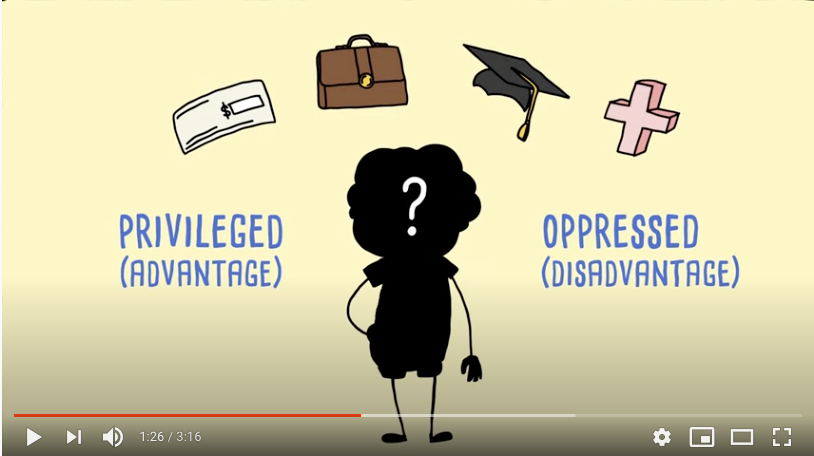 $
?
PRIVILEGED
(ADVANTAGE)
OPPRESSED
(DISADVANTAGE)
1:26 / 3:16